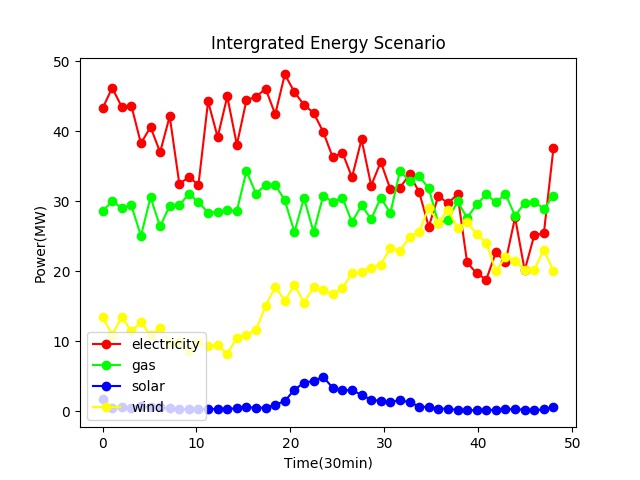 Intergrated Energy Scenario
50
40
30
20
10
0
Power(MW)
electricity
gas
solar
wind
0 10 20 30 40 50
Time(30min)